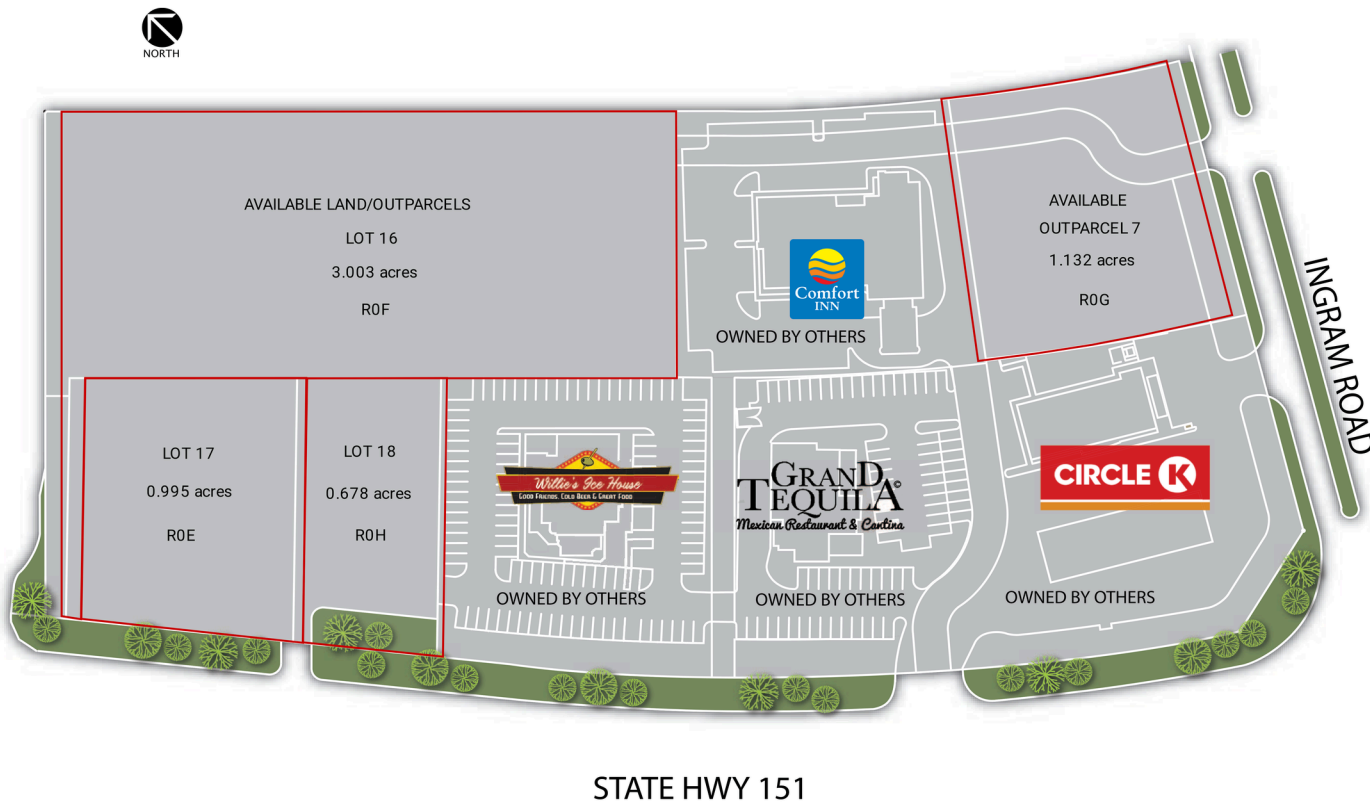 NORTH
AVAILABLE LAND/OUTPARCELS
LOT 16
3.003 acres
R0F
AVAILABLE
OUTPARCEL 7
1.132 acres
R0G
Comfort
INN
OWNED BY OTHERS
INGRAM ROAD
LOT 17
0.995 acres
R0E
LOT 18
0.678 acres
R0H
Willie's Ice House
GOOD FRIENDS, COLD BEER & GREAT FOOD
OWNED BY OTHERS
GRAND
TEQUILA©
Mexican Restaurant & Cantina
OWNED BY OTHERS
CIRCLE K
OWNED BY OTHERS
STATE HWY 151